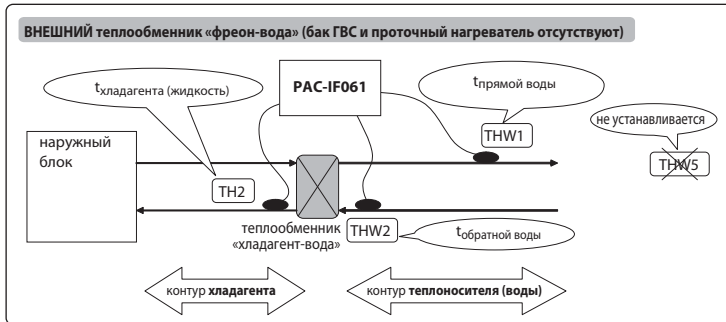 ВНЕШНИЙ теплообменник «фреон-вода» (бак ГВС и проточный нагреватель отсутствуют)
tхладагента (жидкость)
PAC-IF061
tпрямой воды
THW1
не устанавливается
THW5
наружный
блок
TH2
теплообменник
«хладагент-вода»
THW2
tобратной воды
контур хладагента
контур теплоносителя (воды)